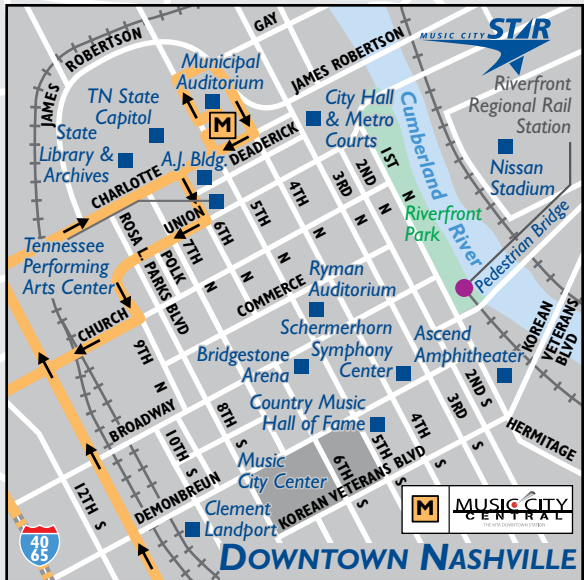 GAY
MUSIC CITY STAR
JAMES
ROBERTSON
JAMES ROBERTSON
Municipal
Auditorium
Riverfront
Regional Rail
Station
TN State
Capitol
M
City Hall
& Metro
Courts
Cumberland
River
State
Library &
Archives
A.J. Bldg.
DEADERICK
Nissan
Stadium
CHARLOTTE
1ST N
2ND N
3RD N
4TH N
5TH N
6TH N
7TH N
UNION
Riverfront
Park
Pedestrian Bridge
Tennessee
Performing
Arts Center
ROSA L.
PARKS BLVD
POLK
COMMERCE
Ryman
Auditorium
CHURCH
Schermerhorn
Symphony
Center
Ascend
Amphitheater
KOREAN
VETERANS
BLVD
9TH N
Bridgestone
Arena
BROADWAY
8TH S
Country Music
Hall of Fame
2ND S
3RD S
4TH S
5TH S
6TH S
HERMITAGE
10TH S
Music
City Center
KOREAN VETERANS BLVD
12TH S
DEMONBREUN
Clement
Landport
M
MUSIC CITY
CENTRAL
THE MTA DOWNTOWN STATION
40
65
DOWNTOWN NASHVILLE